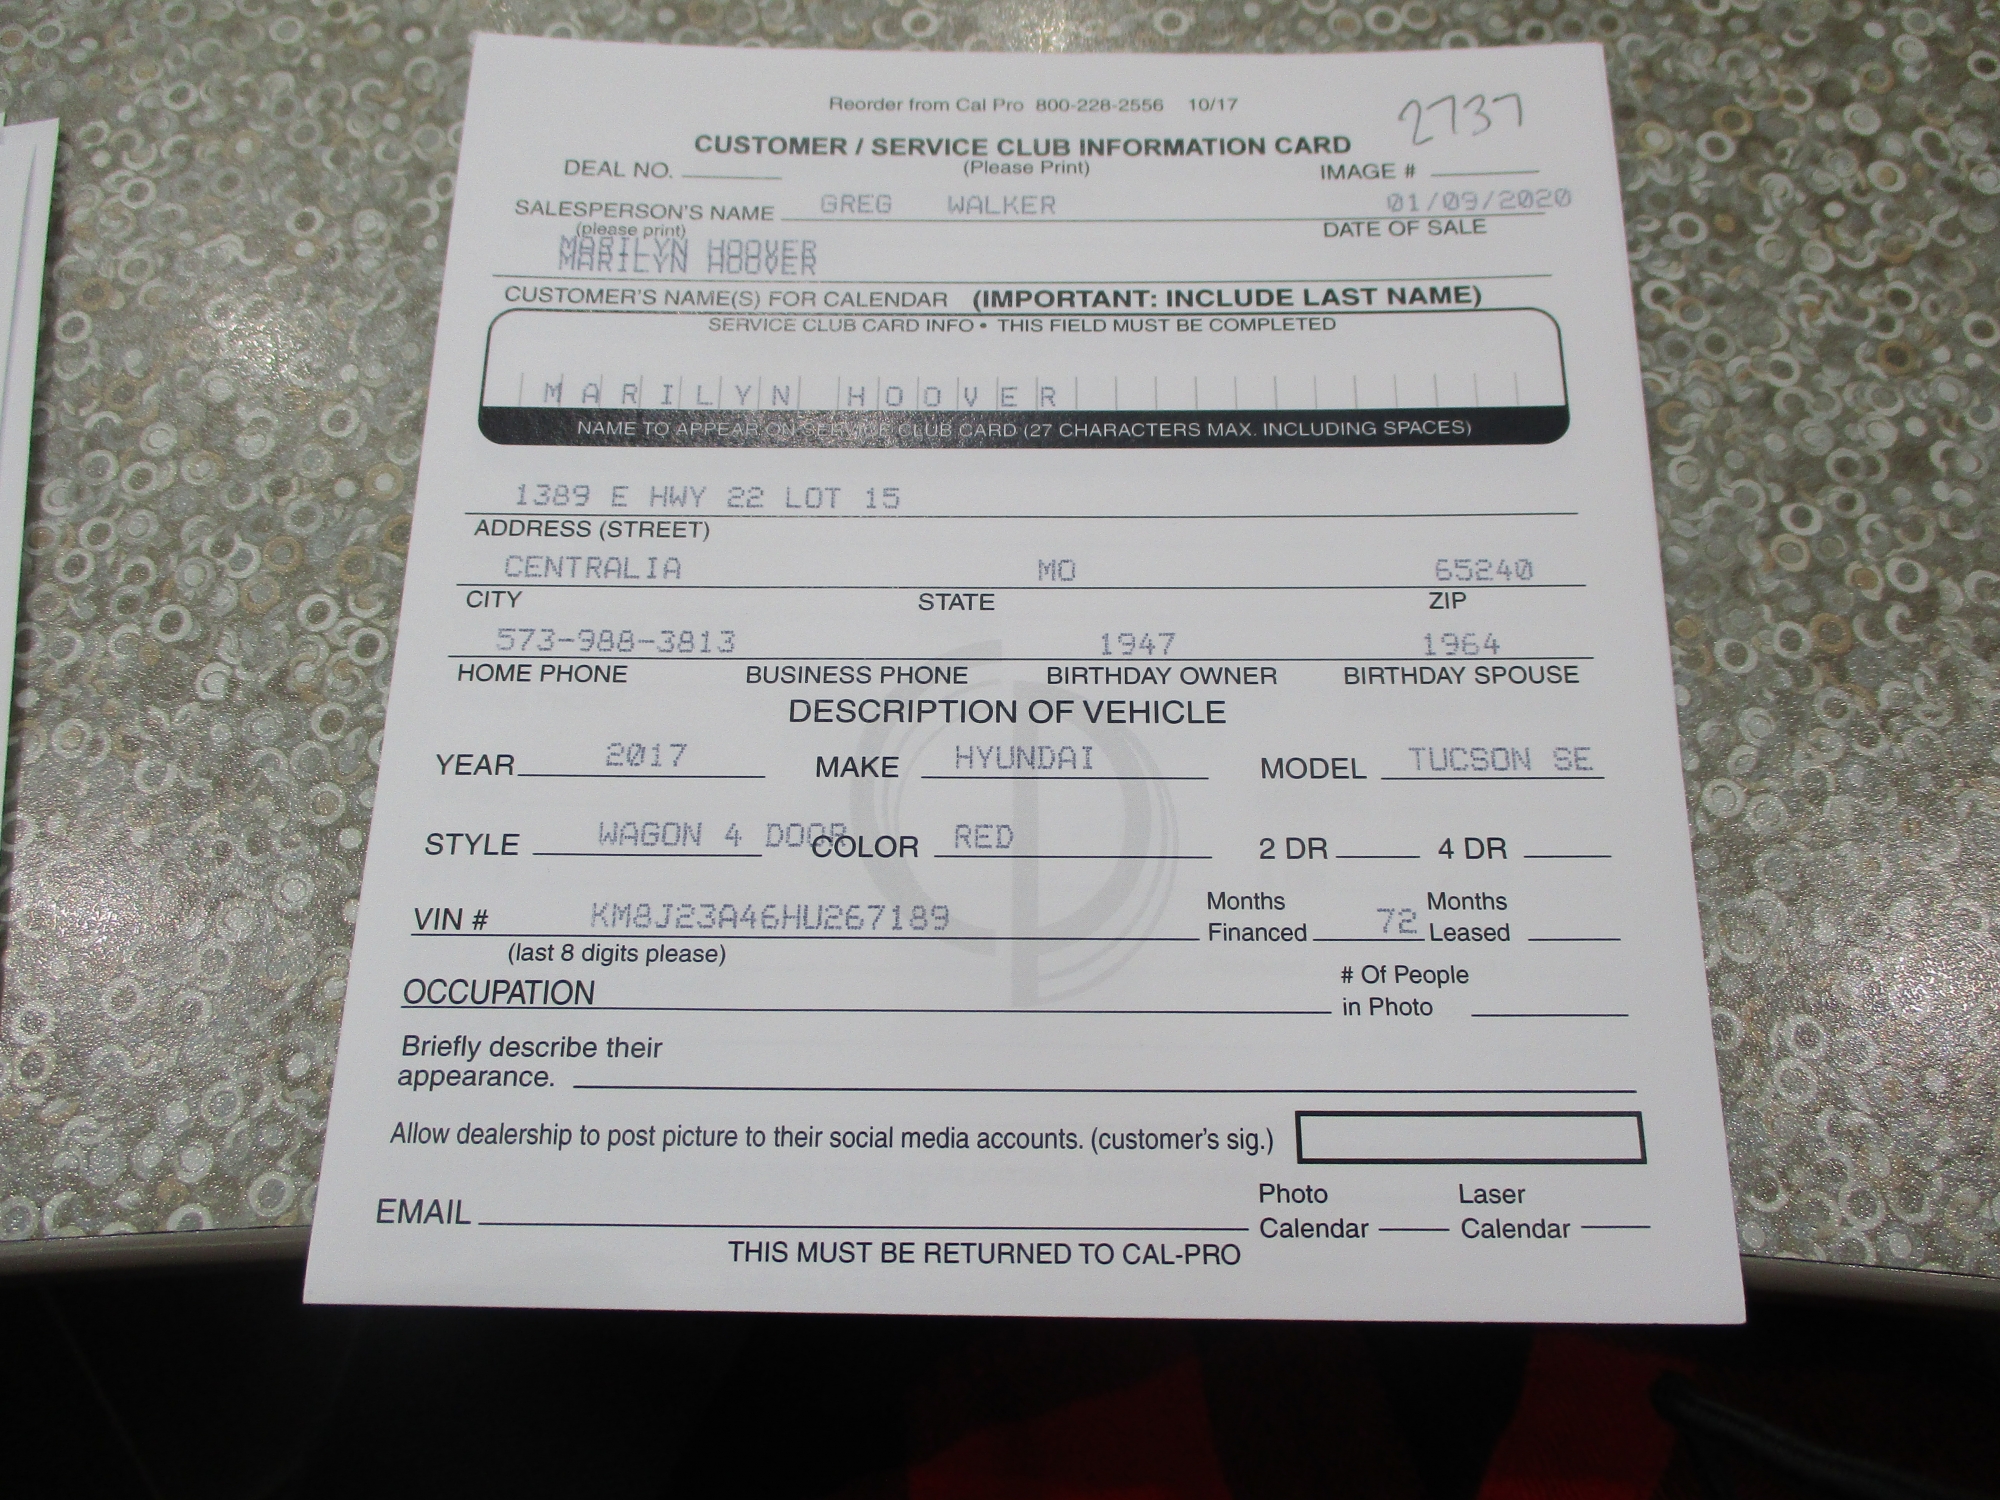 Reorder from Cal Pro 800-228-2556 10/17
2737
CUSTOMER / SERVICE CLUB INFORMATION CARD
DEAL NO. (Please Print) IMAGE #
SALESPERSON'S NAME GREG WALKER 01/09/2020
(please print) DATE OF SALE
MARILYN HOOVER
MARILYN HOOVER
CUSTOMER'S NAME(S) FOR CALENDAR (IMPORTANT: INCLUDE LAST NAME)
SERVICE CLUB CARD INFO • THIS FIELD MUST BE COMPLETED
MARILYN HOOVER
NAME TO APPEAR ON SERVICE CLUB CARD (27 CHARACTERS MAX. INCLUDING SPACES)
1389 E HWY 22 LOT 15
ADDRESS (STREET)
CENTRALIA MO 65240
CITY STATE ZIP
573-988-3813 1947 1964
HOME PHONE BUSINESS PHONE BIRTHDAY OWNER BIRTHDAY SPOUSE
DESCRIPTION OF VEHICLE
YEAR 2017 MAKE HYUNDAI MODEL TUCSON SE
STYLE WAGON 4 DOOR COLOR RED 2 DR 4 DR
VIN # KM8J23A46HU267189 Months Financed 72 Months Leased
(last 8 digits please)
OCCUPATION # Of People in Photo
Briefly describe their
appearance.
Allow dealership to post picture to their social media accounts. (customer's sig.)
EMAIL Photo Calendar Laser Calendar
THIS MUST BE RETURNED TO CAL-PRO